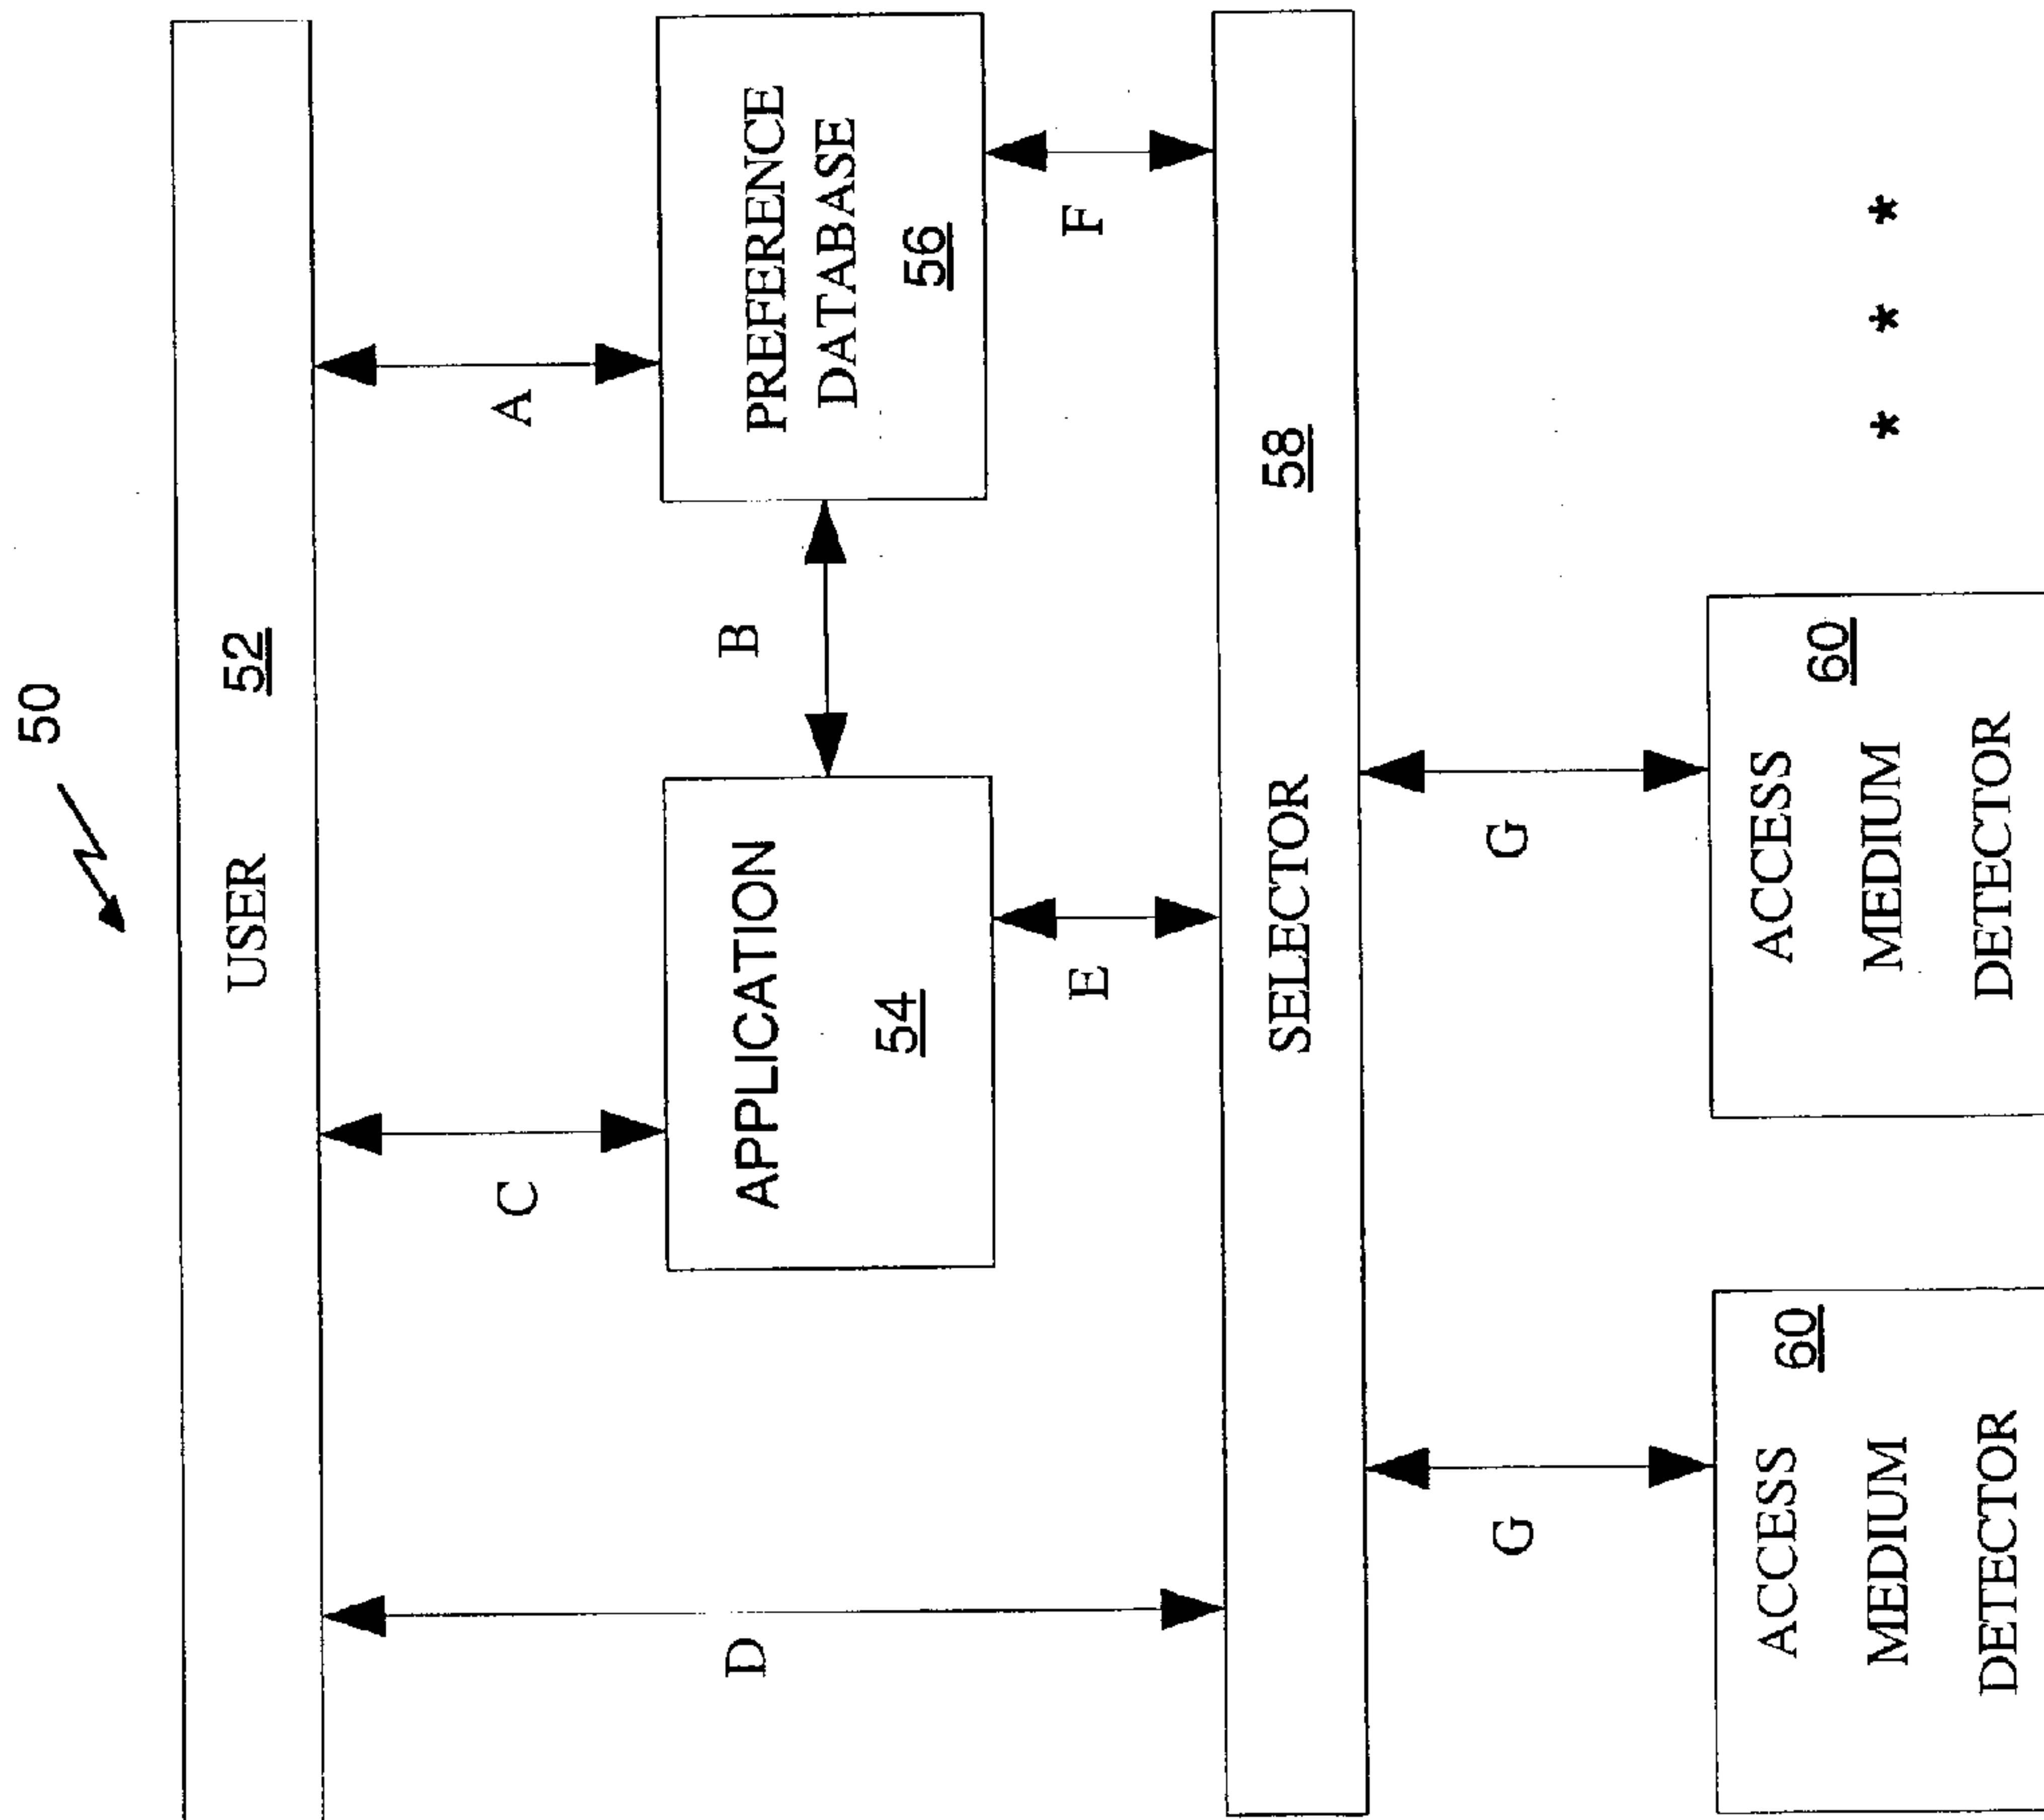 50
USER
52
C
A
D
APPLICATION
54
B
PREFERENCE
DATABASE
56
E
F
SELECTOR
58
G
G
ACCESS
60
MEDIUM
DETECTOR
ACCESS
60
MEDIUM
DETECTOR
* * *